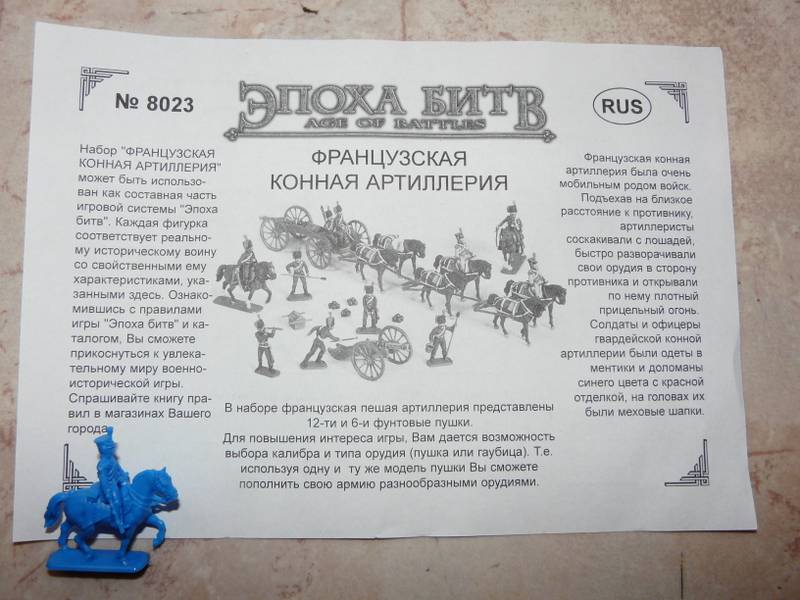 № 8023
ЭПОХА БИТВ
AGE OF BATTLES
RUS
ФРАНЦУЗСКАЯ
КОННАЯ АРТИЛЛЕРИЯ
Набор "ФРАНЦУЗСКАЯ
КОННАЯ АРТИЛЛЕРИЯ"
может быть использо-
ван как составная часть
игровой системы "Эпоха
битв". Каждая фигурка
соответствует реально-
му историческому воину
со свойственными ему
характеристиками, ука-
занными здесь. Ознако-
мившись с правилами
игры "Эпоха битв" и ка-
талогом, Вы сможете
прикоснуться к увлека-
тельному миру военно-
исторической игры.
Спрашивайте книгу пра-
вил в магазинах Вашего
города.
Французская конная
артиллерия была очень
мобильным родом войск.
Подъехав на близкое
расстояние к противнику,
артиллеристы
соскакивали с лошадей,
быстро разворачивали
свои орудия в сторону
противника и открывали
по нему плотный
прицельный огонь.
Солдаты и офицеры
гвардейской конной
артиллерии были одеты в
ментики и доломаны
синего цвета с красной
отделкой, на головах их
были меховые шапки.
В наборе французская пешая артиллерия представлены
12-ти и 6-и фунтовые пушки.
Для повышения интереса игры, Вам дается возможность
выбора калибра и типа орудия (пушка или гаубица). Т.е.
используя одну и ту же модель пушки Вы сможете
пополнить свою армию разнообразными орудиями.